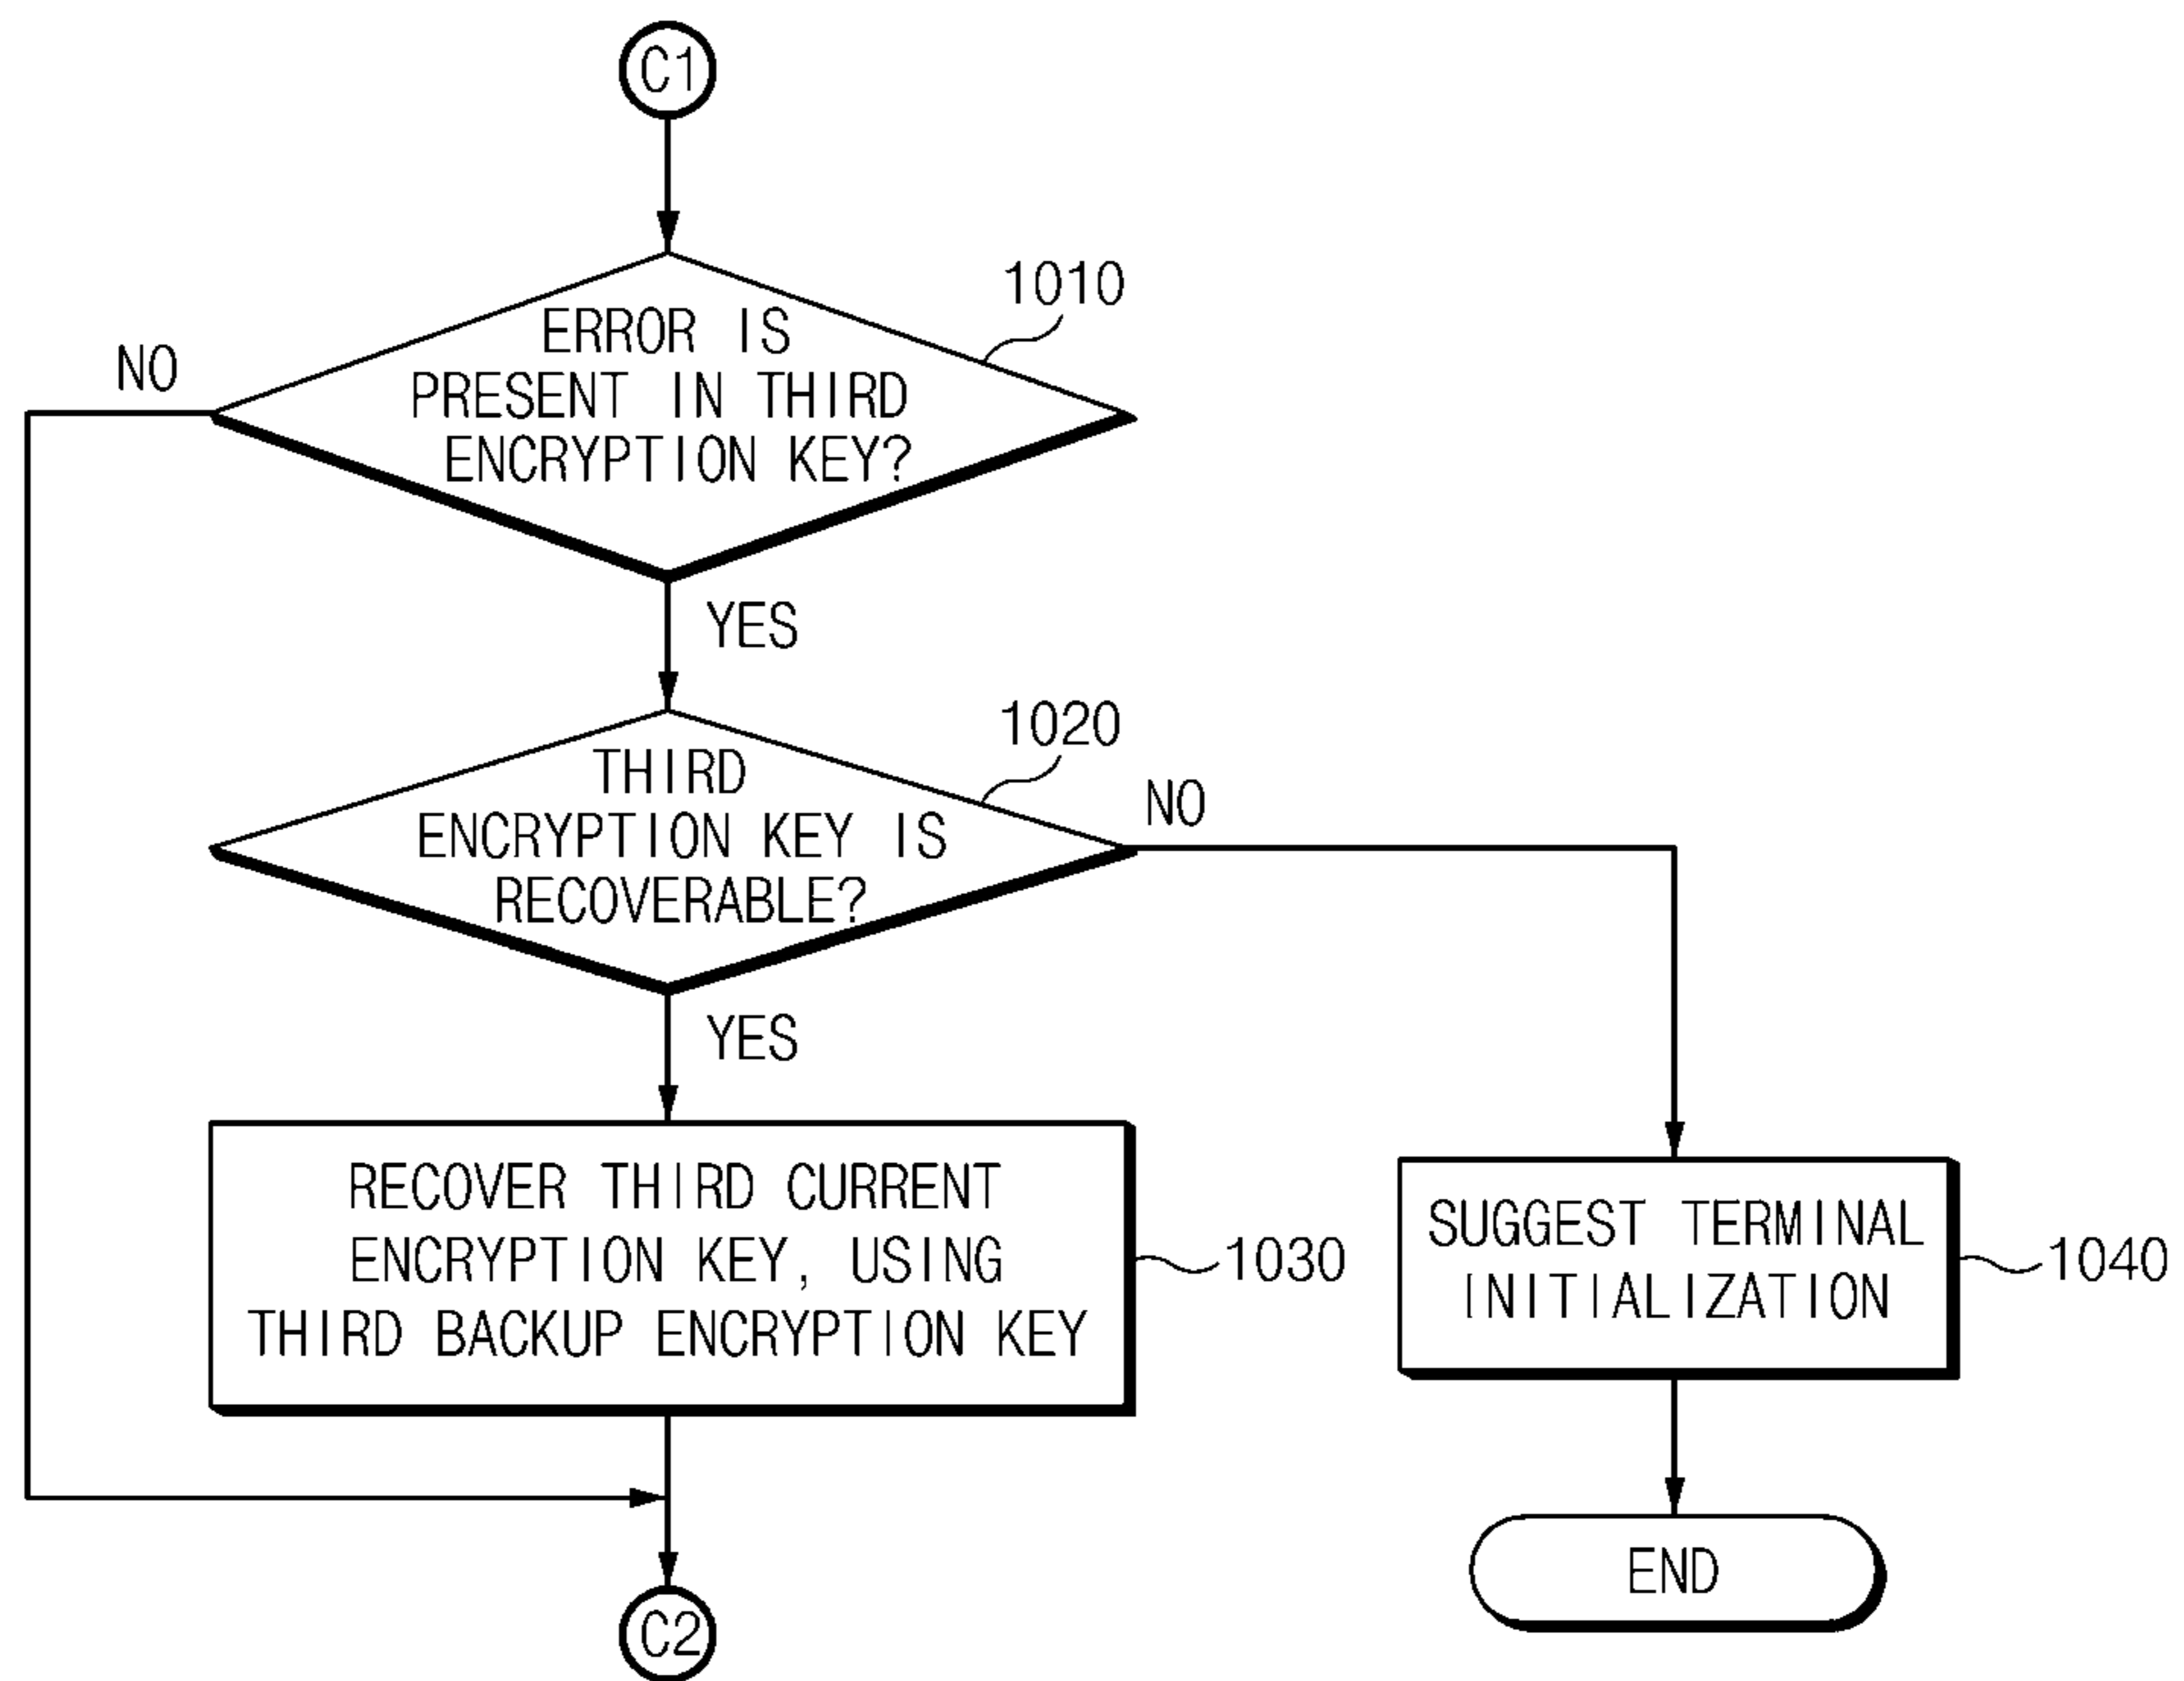 C1
1010
ERROR IS
PRESENT IN THIRD
ENCRYPTION KEY?
NO
YES
1020
THIRD
ENCRYPTION KEY IS
RECOVERABLE?
NO
YES
RECOVER THIRD CURRENT
ENCRYPTION KEY, USING
THIRD BACKUP ENCRYPTION KEY
1030
SUGGEST TERMINAL
INITIALIZATION
1040
END
C2